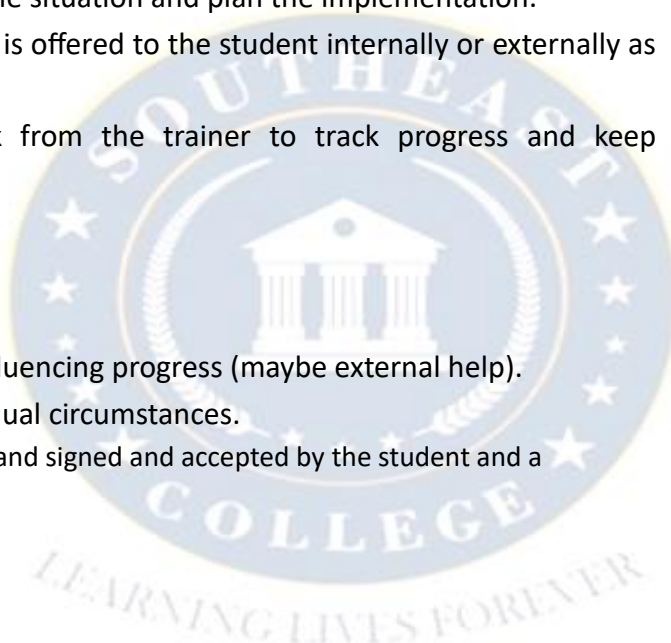 e situation and plan the implementation.
is offered to the student internally or externally as
from the trainer to track progress and keep
SOUTHEAST
luencing progress (maybe external help).
ual circumstances.
and signed and accepted by the student and a
COLLEGE
LEARNING LIVES FOREVER